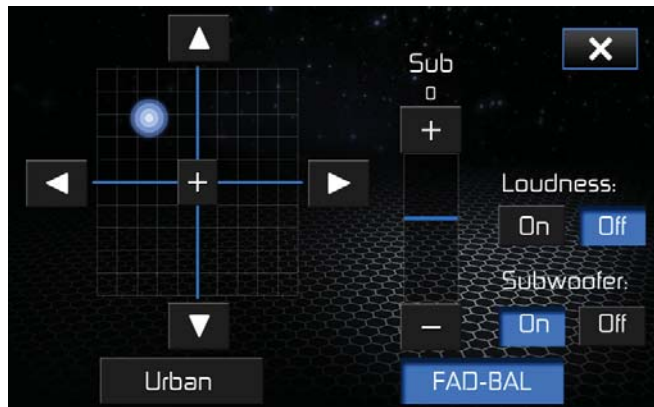 Sub
0
+
+
Loudness:
On Off
Subwoofer:
−
On Off
Urban
FAD-BAL